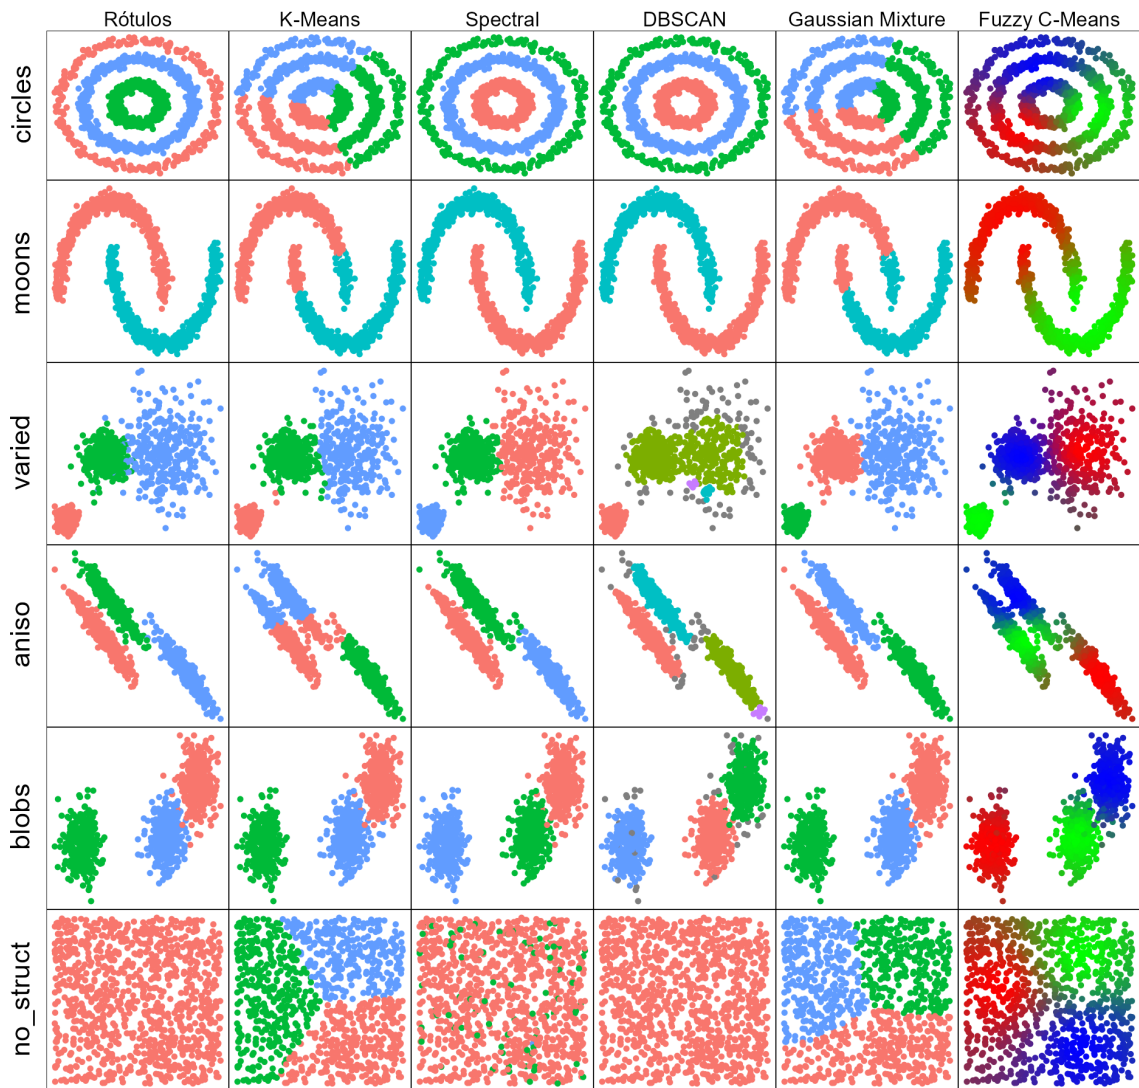 Rótulos K-Means Spectral DBSCAN Gaussian Mixture Fuzzy C-Means
circles
moons
varied
aniso
blobs
no_struct